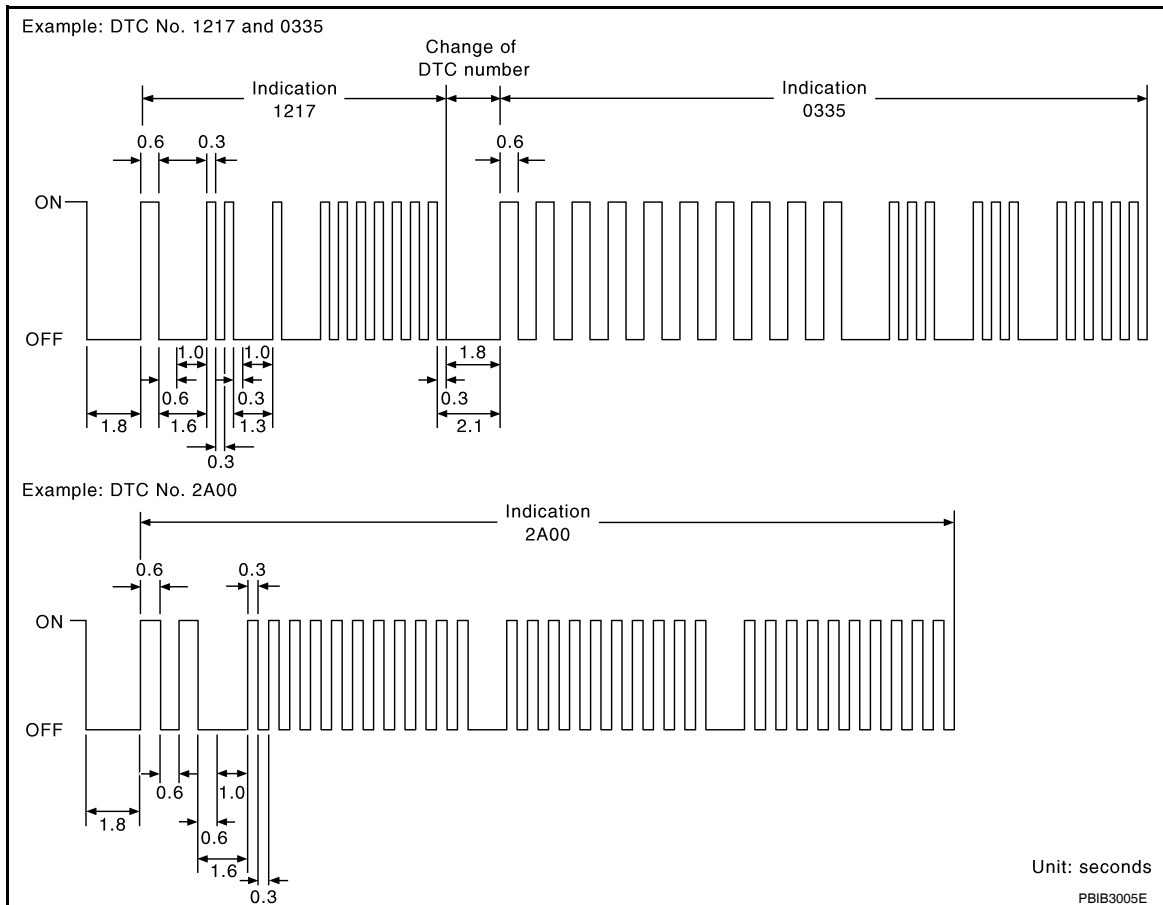 Example: DTC No. 1217 and 0335
Change of
DTC number
Indication
1217
Indication
0335
0.6
0.3
0.6
ON
OFF
1.0
1.0
1.8
0.6
0.3
0.3
1.8
1.6
1.3
2.1
0.3
Example: DTC No. 2A00
Indication
2A00
0.6
0.3
ON
OFF
0.6
1.0
1.8
0.6
1.6
0.3
Unit: seconds
PBIB3005E